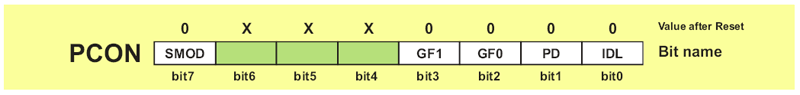 0 X X X 0 0 0 0 Value after Reset
PCON SMOD GF1 GF0 PD IDL Bit name
bit7 bit6 bit5 bit4 bit3 bit2 bit1 bit0